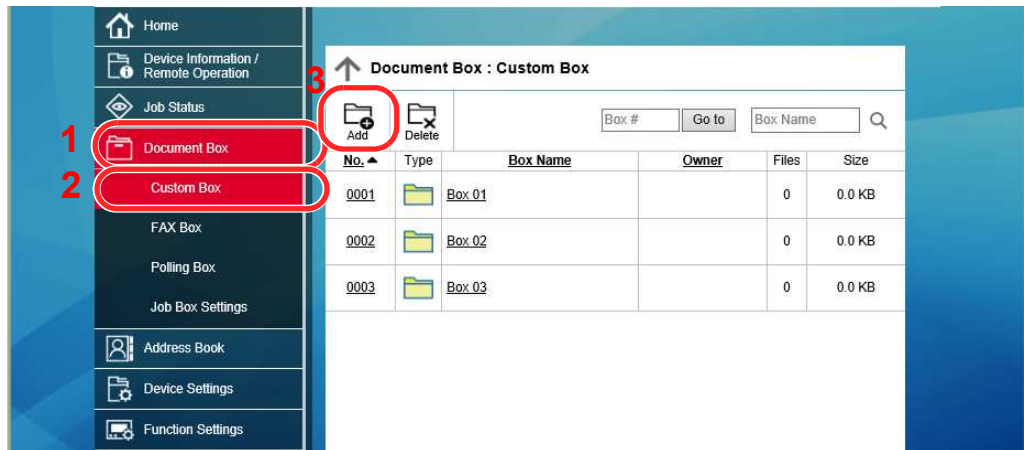 Home
Device Information /
Remote Operation
3
Document Box : Custom Box
Job Status
Add
Delete
Box #
Go to
Box Name
1
Document Box
No.
Type
Box Name
Owner
Files
Size
2
Custom Box
0001
Box 01
0
0.0 KB
FAX Box
0002
Box 02
0
0.0 KB
Polling Box
0003
Box 03
0
0.0 KB
Job Box Settings
Address Book
Device Settings
Function Settings